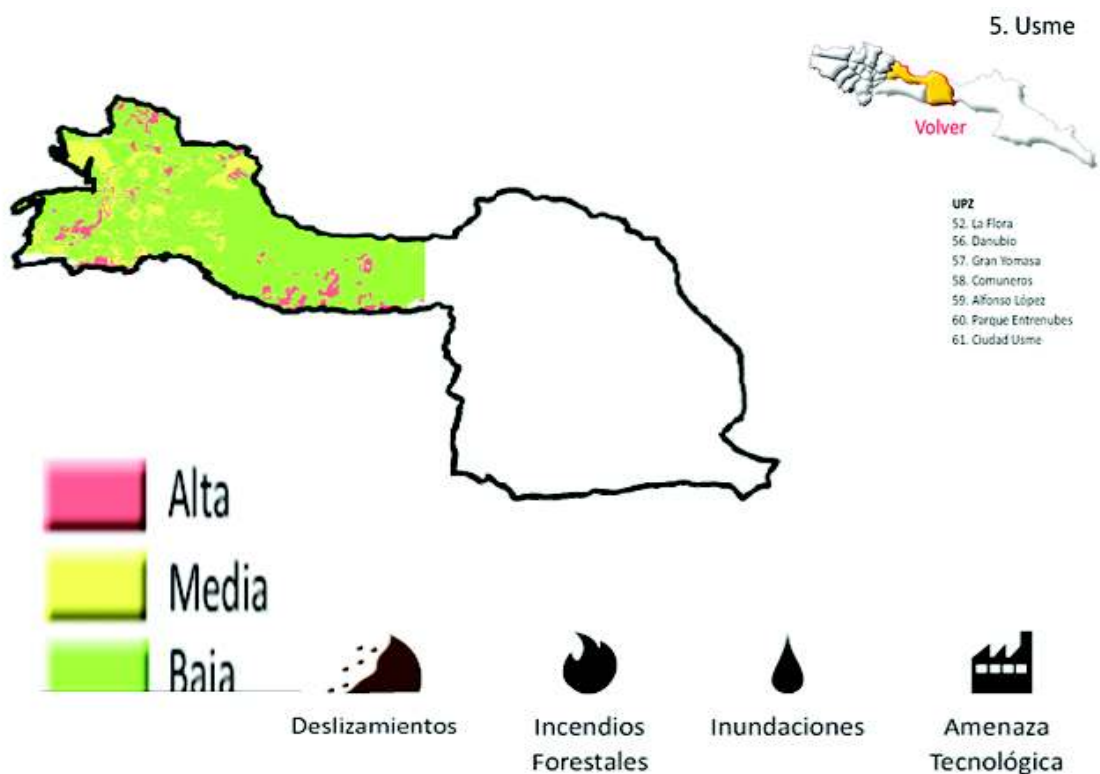 5. Usme
Volver
UPZ
52. La Flora
56. Danubio
57. Gran Yomasa
58. Comuneros
59. Alfonso López
60. Parque Entrenubes
61. Ciudad Usme
Alta
Media
Baja
Deslizamientos
Incendios
Forestales
Inundaciones
Amenaza
Tecnológica